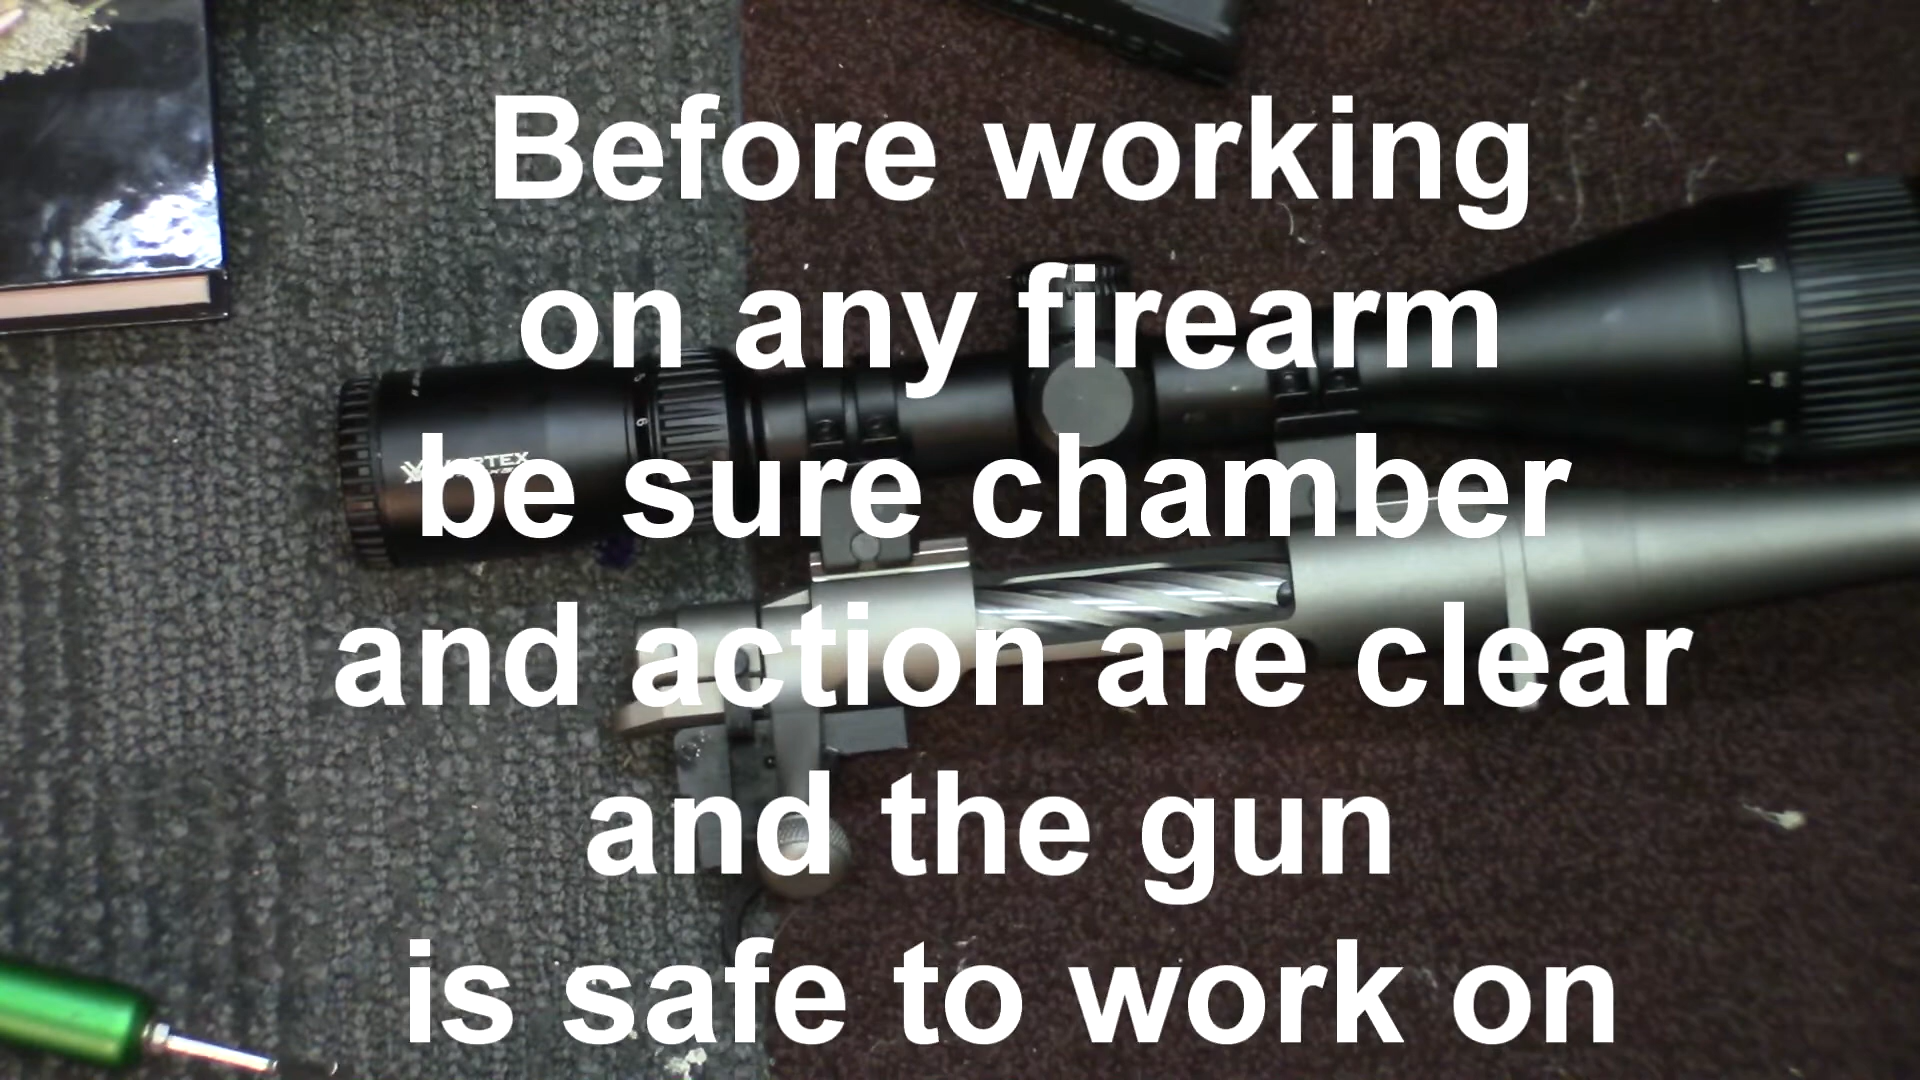 Before working
on any firearm
VORTEX
be sure chamber
and action are clear
and the gun
is safe to work on